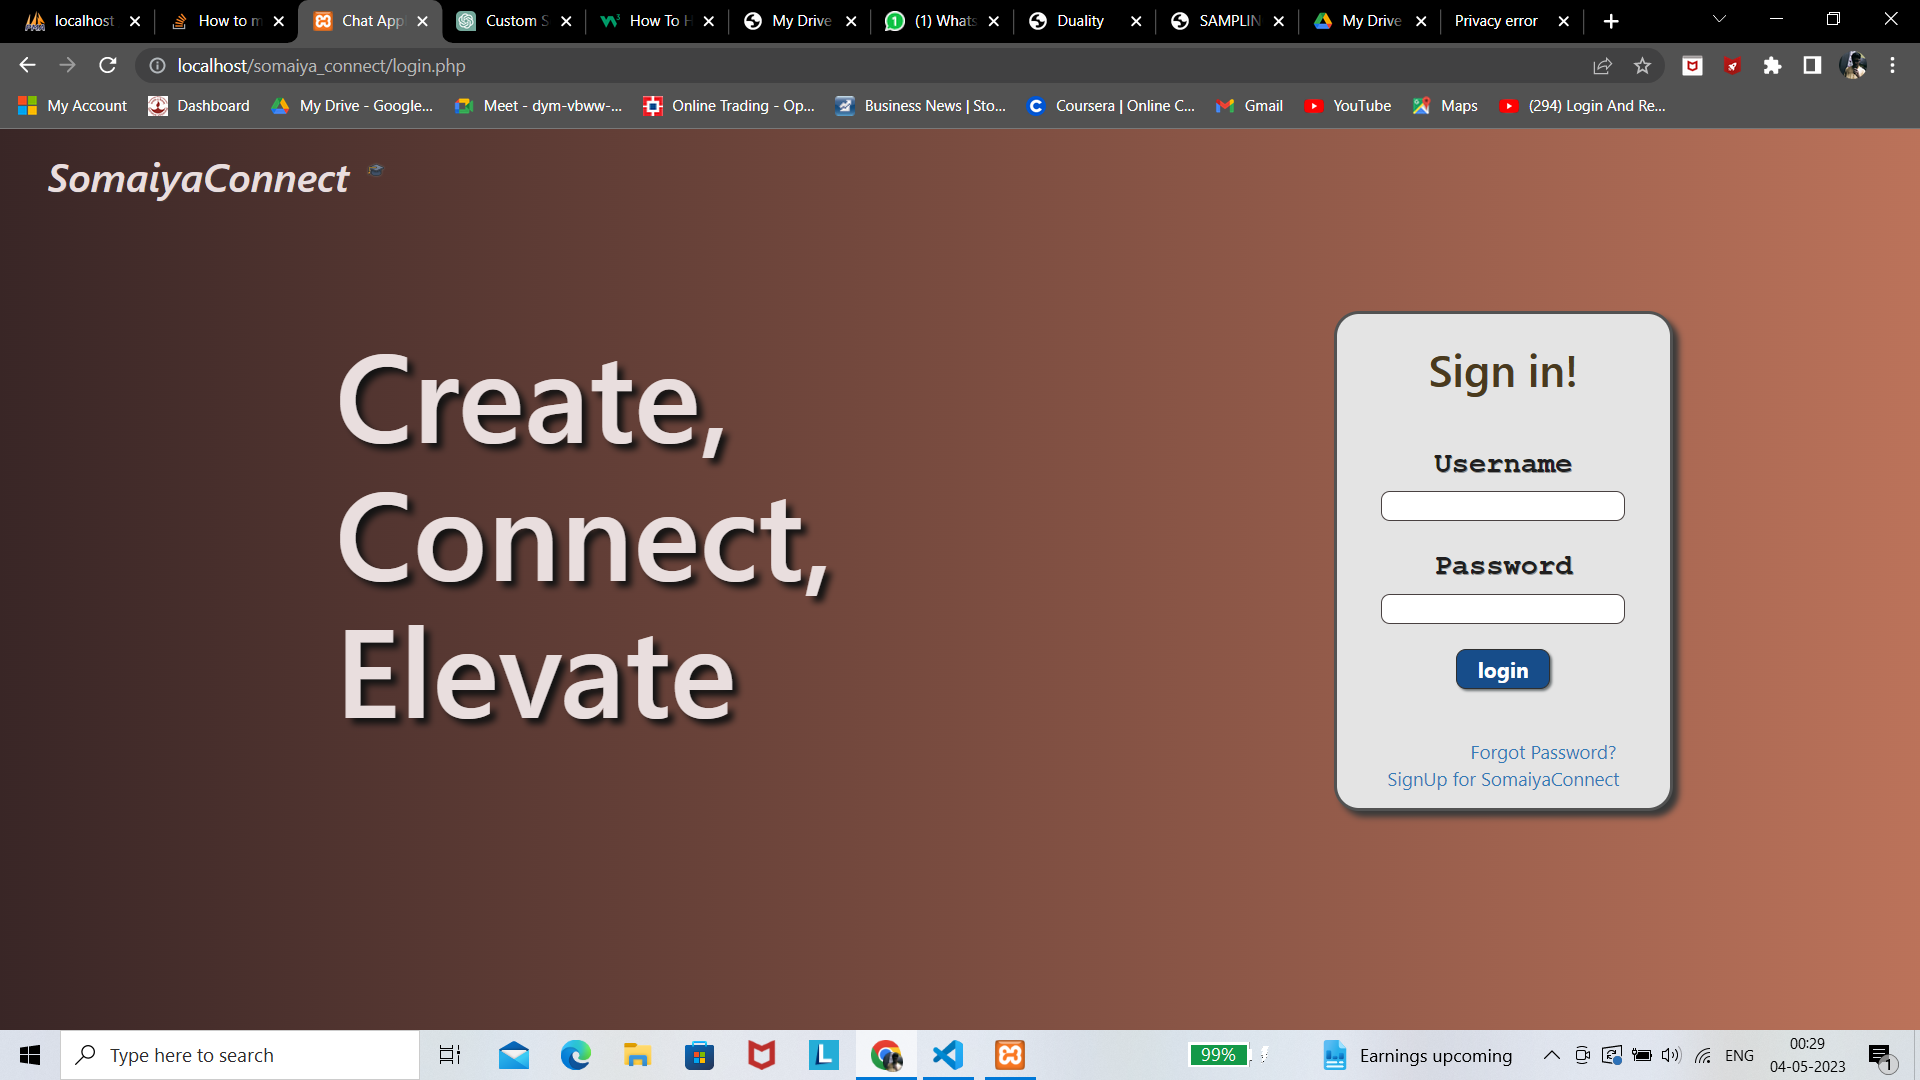 localhost
How to m
Chat App
Custom S
How To H
My Drive
(1) Whats
Duality
SAMPLIN
My Drive
Privacy error
localhost/somaiya_connect/login.php
My Account
Dashboard
My Drive - Google...
Meet - dym-vbww-...
Online Trading - Op...
Business News | Sto...
Coursera | Online C...
Gmail
YouTube
Maps
(294) Login And Re...
SomaiyaConnect
Create,
Connect,
Elevate
Sign in!
Username
Password
login
Forgot Password?
SignUp for SomaiyaConnect
Type here to search
99%
Earnings upcoming
ENG
00:29
04-05-2023
1